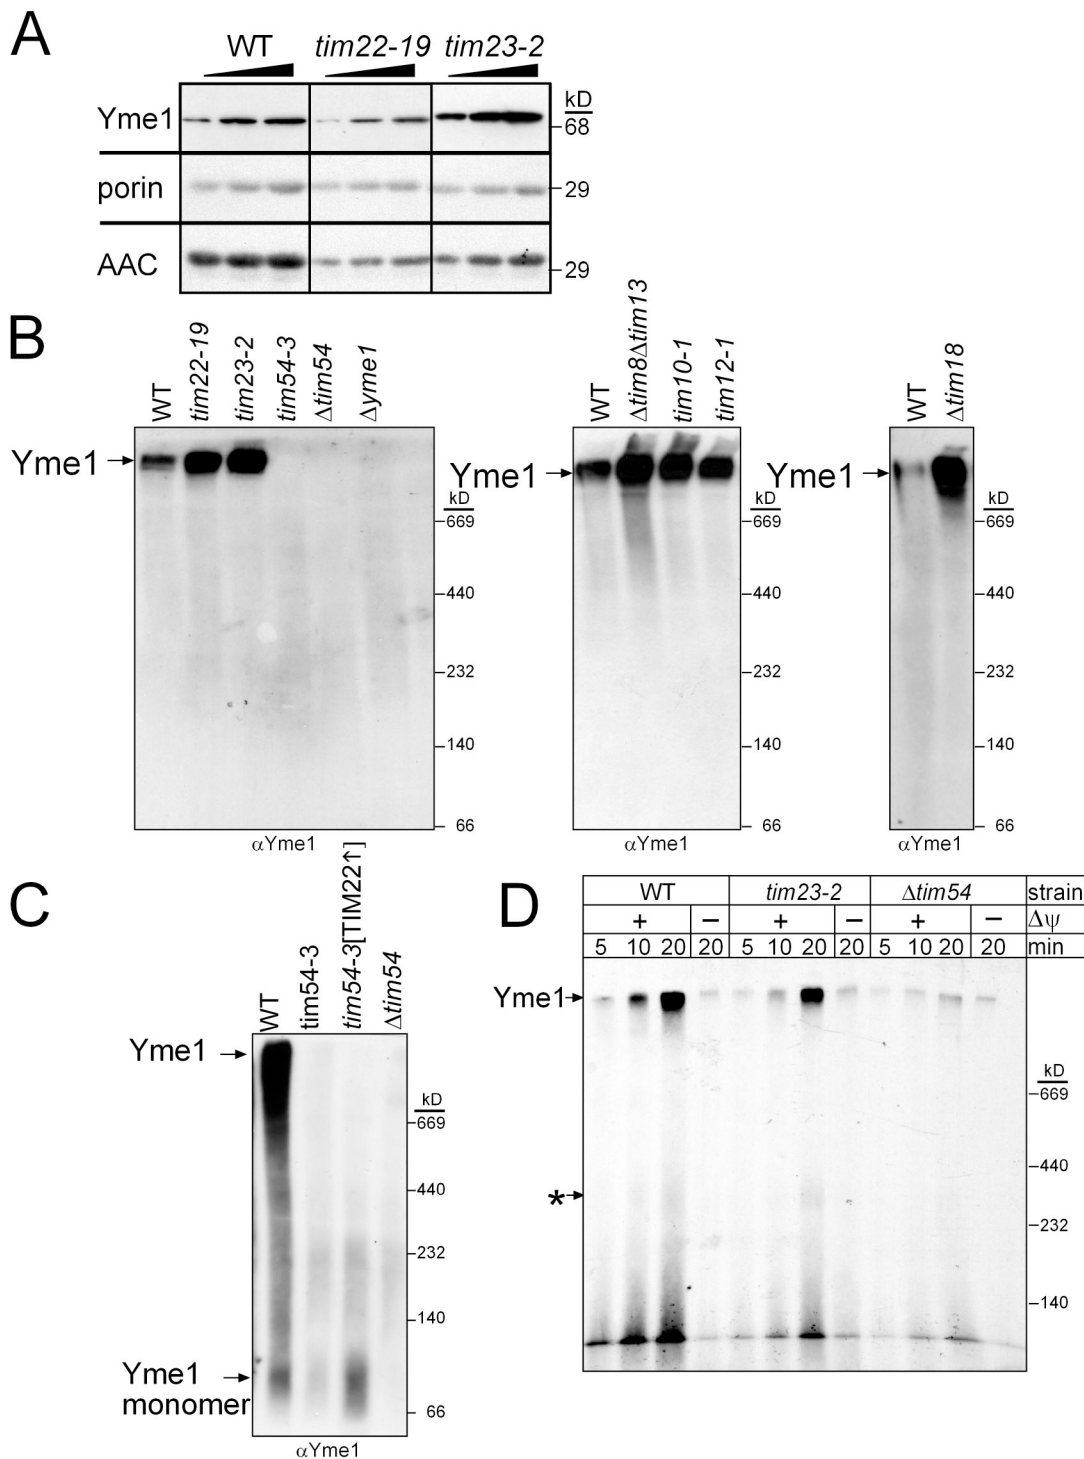 A
WT tim22-19 tim23-2
kD
Yme1
68
porin
29
AAC
29
B
WT tim22-19 tim23-2 tim54-3 Δtim54 Δyme1
Yme1
kD
669
440
232
140
66
αYme1
WT Δtim8Δtim13 tim10-1 tim12-1
Yme1
kD
669
440
232
140
66
αYme1
WT Δtim18
Yme1
kD
669
440
232
140
66
αYme1
C
WT tim54-3 tim54-3[TIM22↑] Δtim54
Yme1
kD
669
440
232
140
Yme1
monomer
66
αYme1
D
WT tim23-2 Δtim54 strain
+ − + − + − Δψ
5 10 20 20 5 10 20 20 5 10 20 20 min
Yme1
kD
669
440
*
232
140